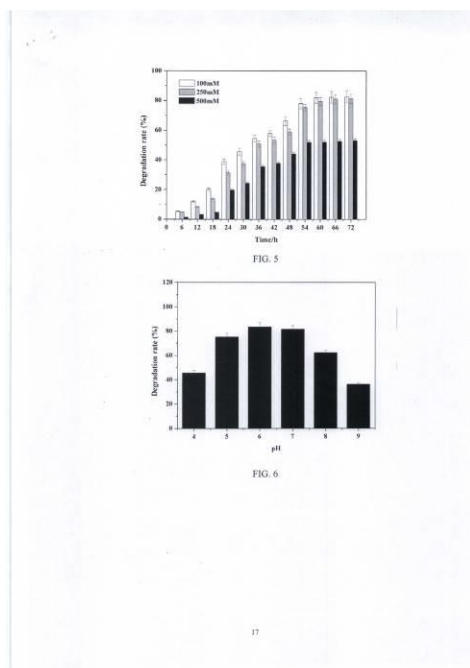 100
80
60
40
20
0
Degradation rate (%)
100mM
250mM
500mM
0 6 12 18 24 30 36 42 48 54 60 66 72
Time/h
FIG. 5
120
100
80
60
40
20
0
Degradation rate (%)
4 5 6 7 8 9
pH
FIG. 6
17